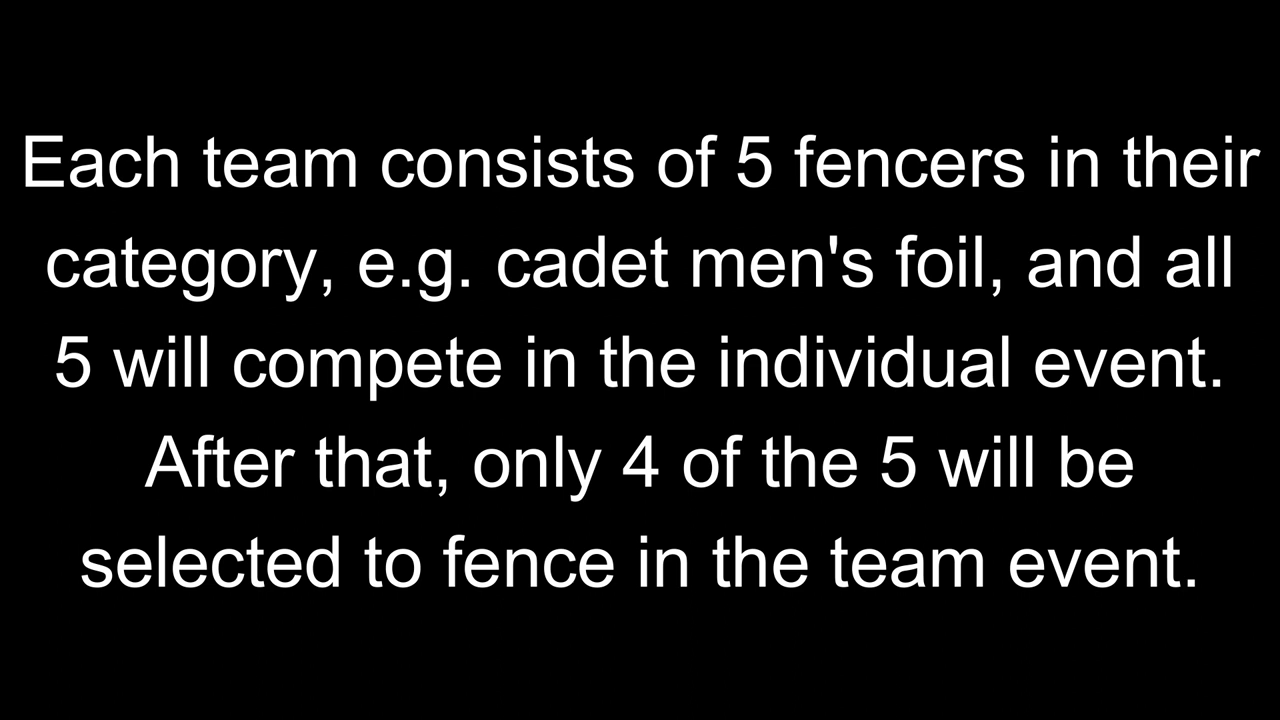 Each team consists of 5 fencers in their
category, e.g. cadet men's foil, and all
5 will compete in the individual event.
After that, only 4 of the 5 will be
selected to fence in the team event.